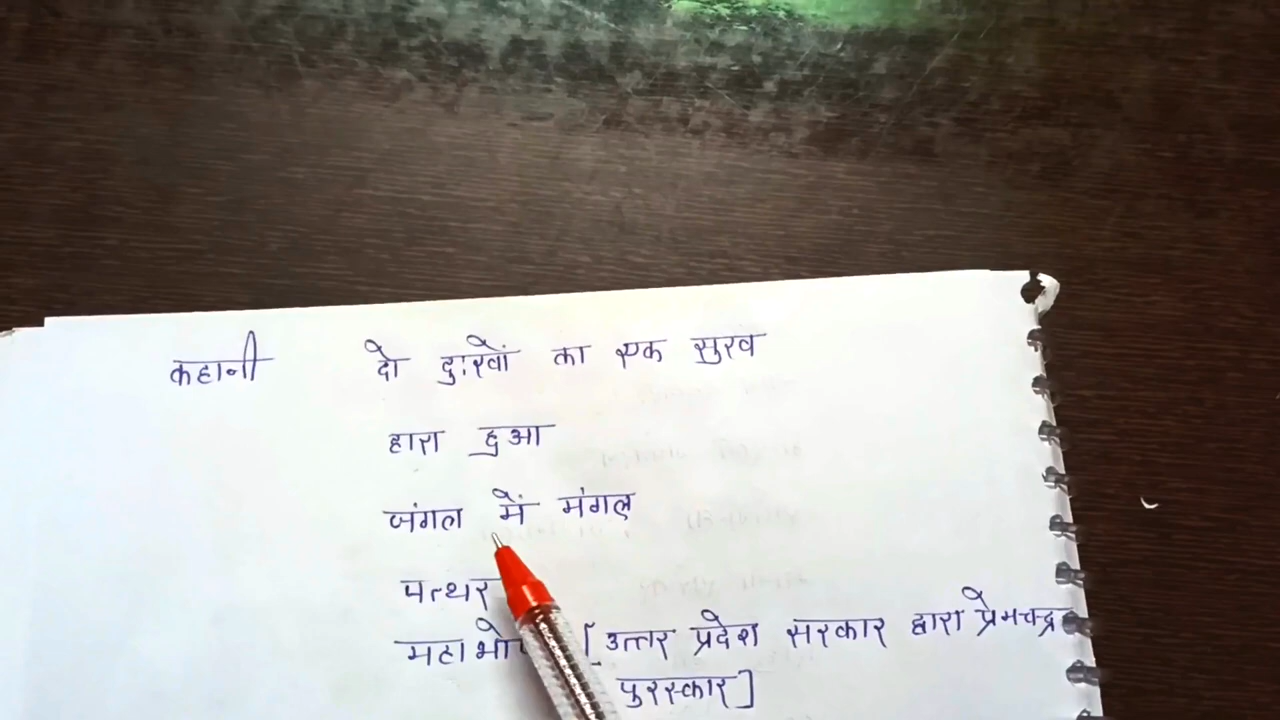 कहानी दो दुःखों का एक सुख
हारा हुआ
जंगल में मंगल
पत्थर
[उत्तर प्रदेश सरकार द्वारा प्रेमचन्द्र
पुरस्कार]